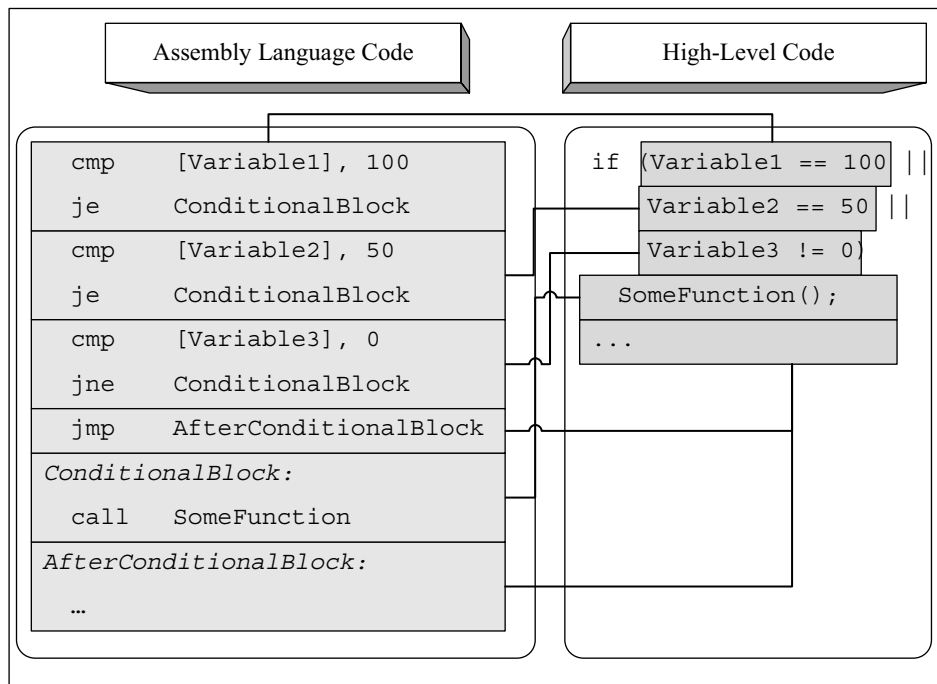 Assembly Language Code
High-Level Code
cmp [Variable1], 100
je ConditionalBlock
cmp [Variable2], 50
je ConditionalBlock
cmp [Variable3], 0
jne ConditionalBlock
jmp AfterConditionalBlock
ConditionalBlock:
call SomeFunction
AfterConditionalBlock:
…
if (Variable1 == 100 ||
Variable2 == 50 ||
Variable3 != 0)
SomeFunction();
...